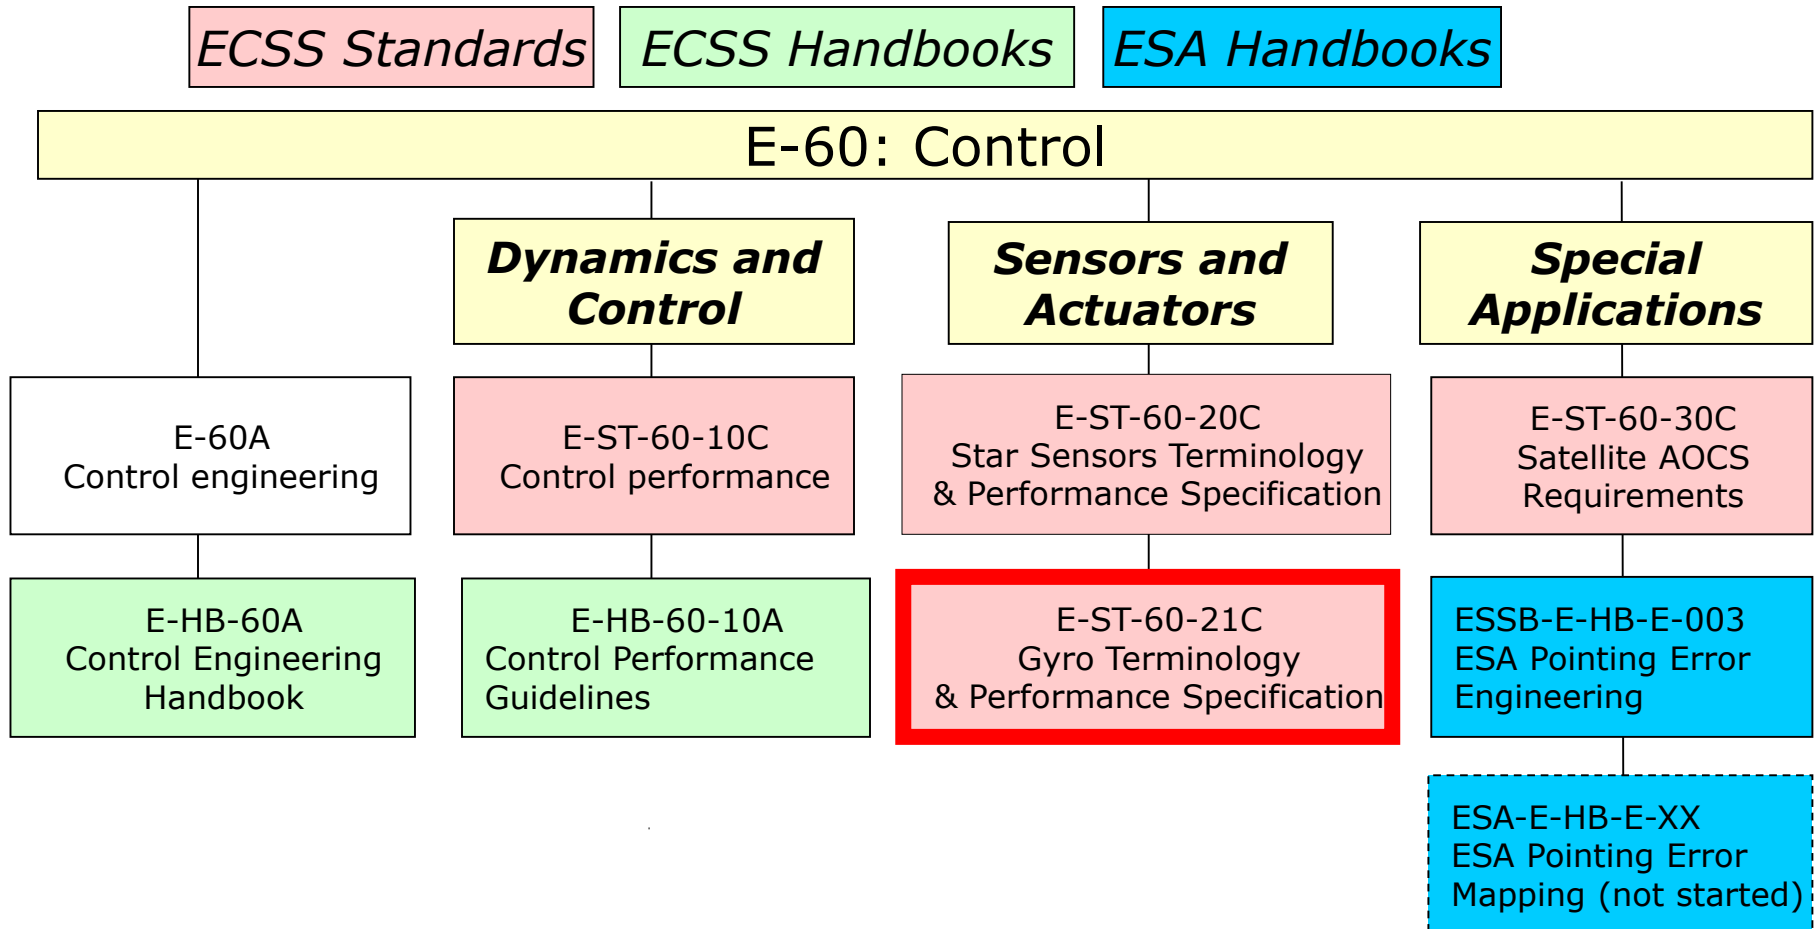 ECSS Standards
ECSS Handbooks
ESA Handbooks
E-60: Control
Dynamics and
Control
Sensors and
Actuators
Special
Applications
E-60A
Control engineering
E-ST-60-10C
Control performance
E-ST-60-20C
Star Sensors Terminology
& Performance Specification
E-ST-60-30C
Satellite AOCS
Requirements
E-HB-60A
Control Engineering
Handbook
E-HB-60-10A
Control Performance
Guidelines
E-ST-60-21C
Gyro Terminology
& Performance Specification
ESSB-E-HB-E-003
ESA Pointing Error
Engineering
ESA-E-HB-E-XX
ESA Pointing Error
Mapping (not started)